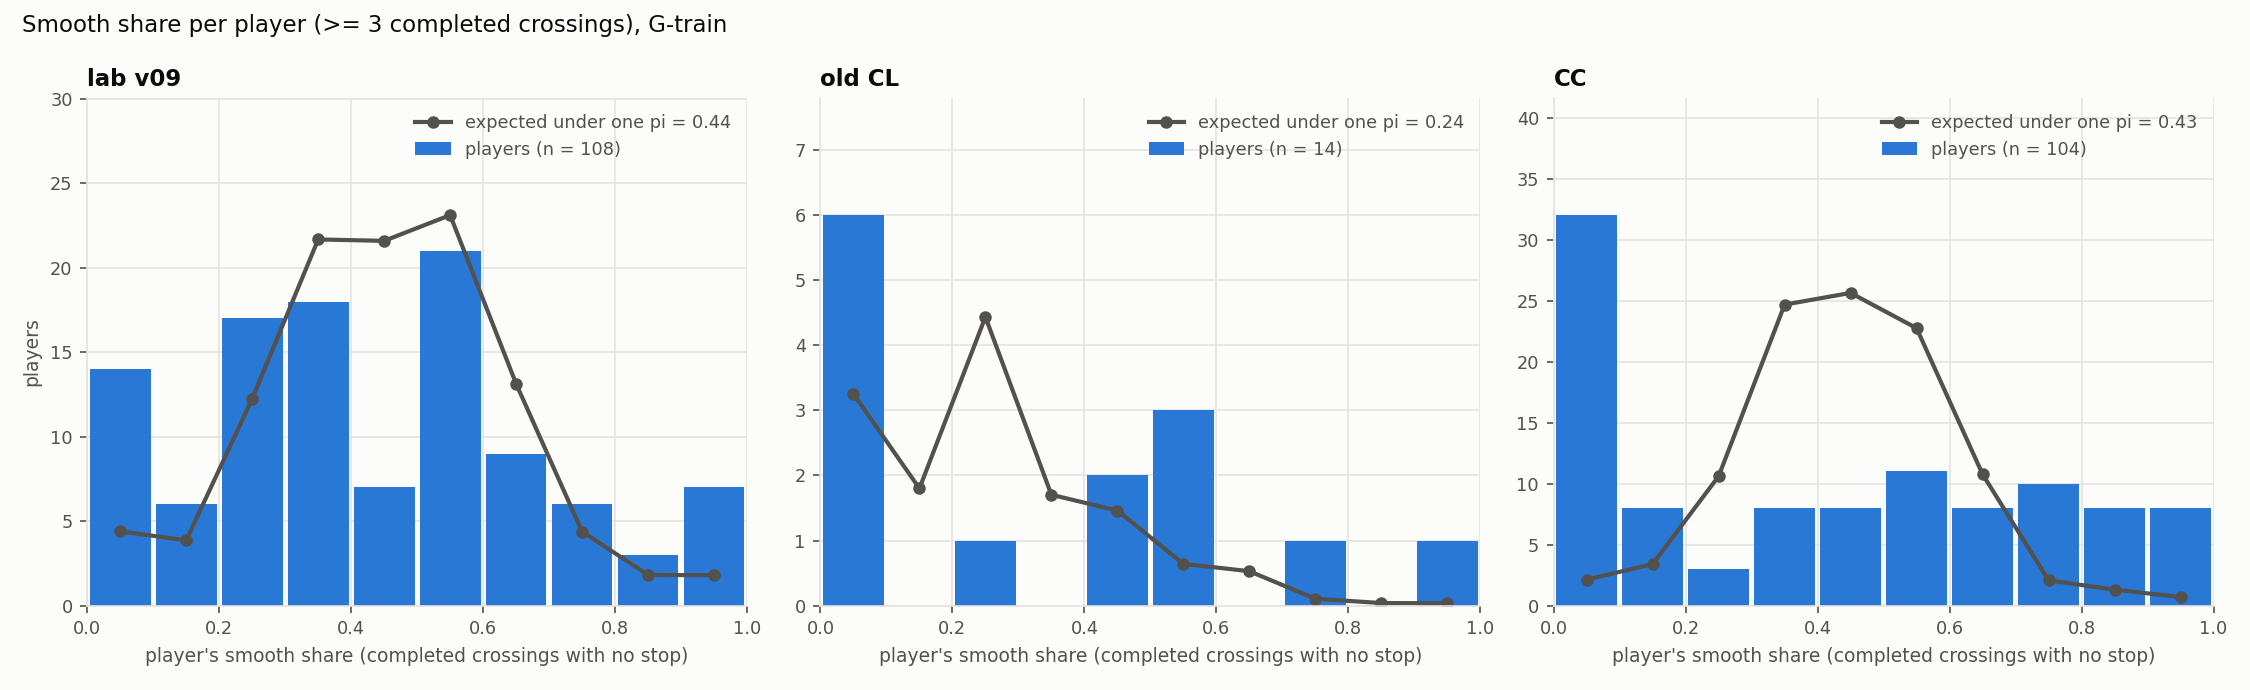 Smooth share per player (>= 3 completed crossings), G-train
lab v09
30
25
20
15
10
5
0
players
expected under one pi = 0.44
players (n = 108)
0.0 0.2 0.4 0.6 0.8 1.0
player's smooth share (completed crossings with no stop)
old CL
7
6
5
4
3
2
1
0
expected under one pi = 0.24
players (n = 14)
0.0 0.2 0.4 0.6 0.8 1.0
player's smooth share (completed crossings with no stop)
CC
40
35
30
25
20
15
10
5
0
expected under one pi = 0.43
players (n = 104)
0.0 0.2 0.4 0.6 0.8 1.0
player's smooth share (completed crossings with no stop)